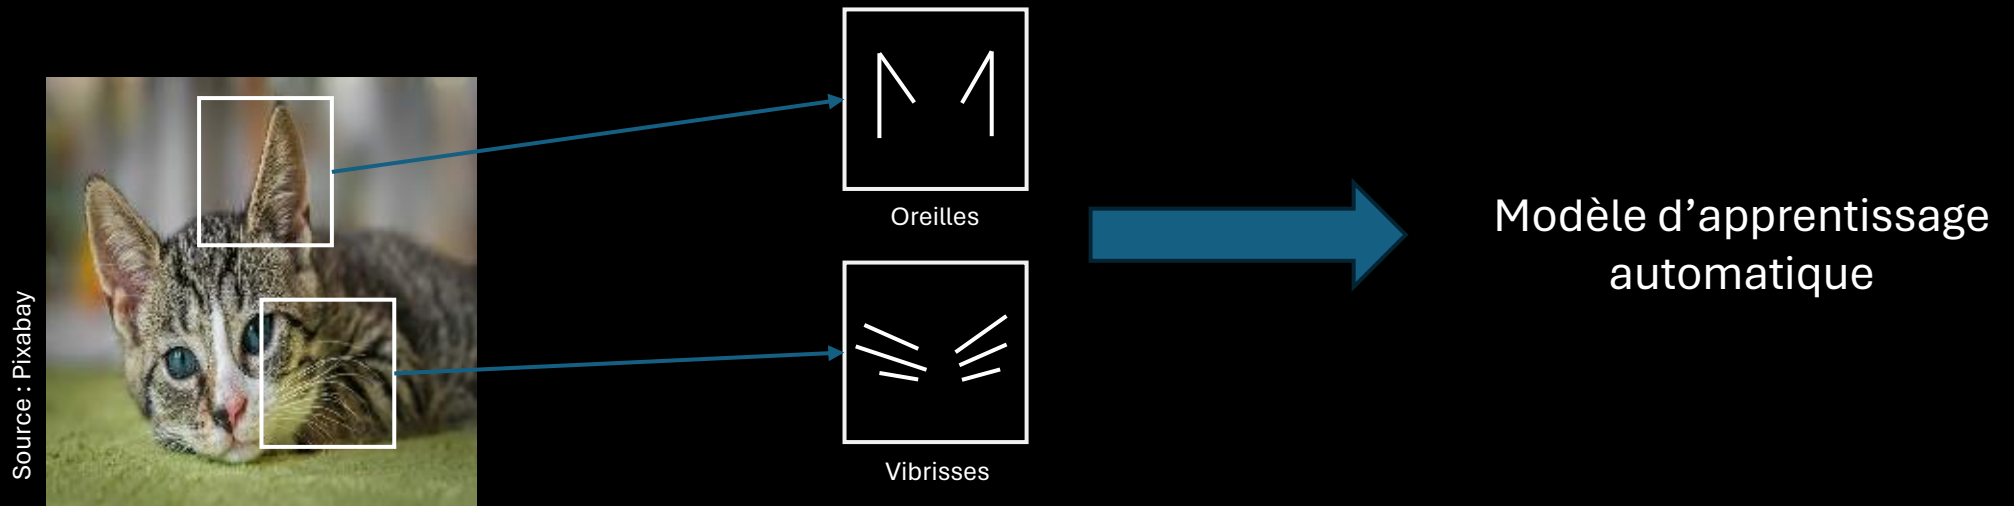 Source : Pixabay
Oreilles
Vibrisses
Modèle d’apprentissage
automatique